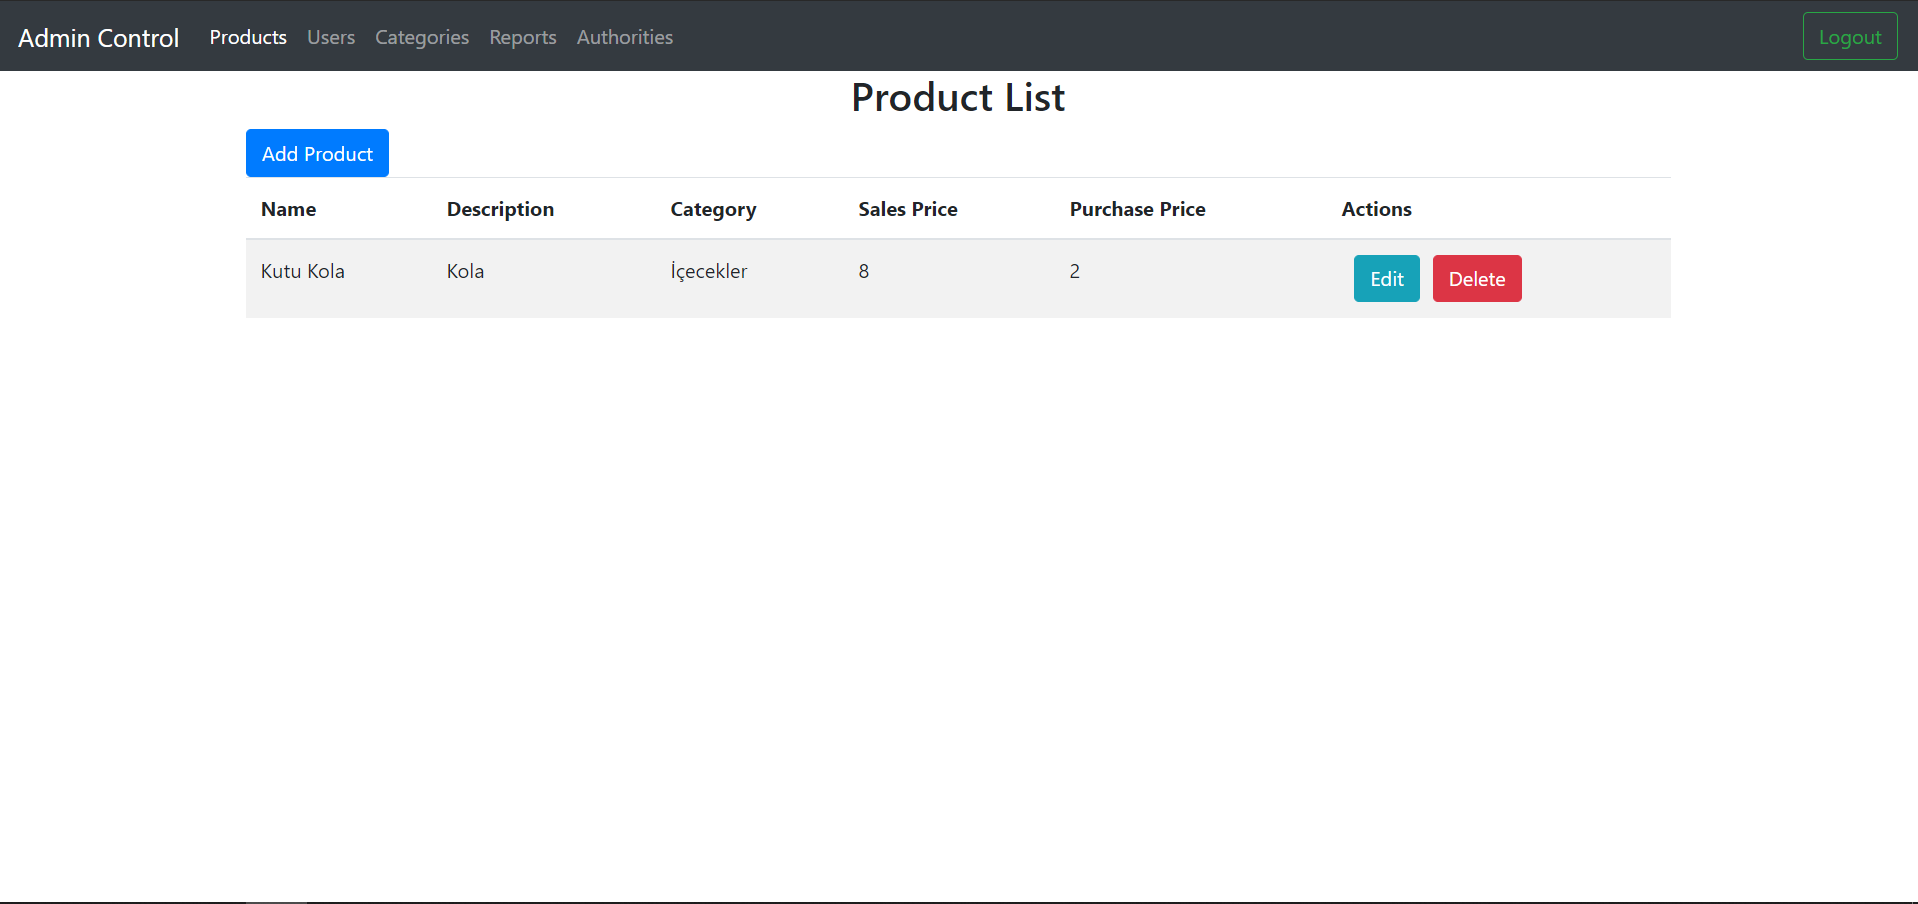 Admin Control Products Users Categories Reports Authorities Logout
Product List
Add Product
Name Description Category Sales Price Purchase Price Actions
Kutu Kola Kola İçecekler 8 2 Edit Delete